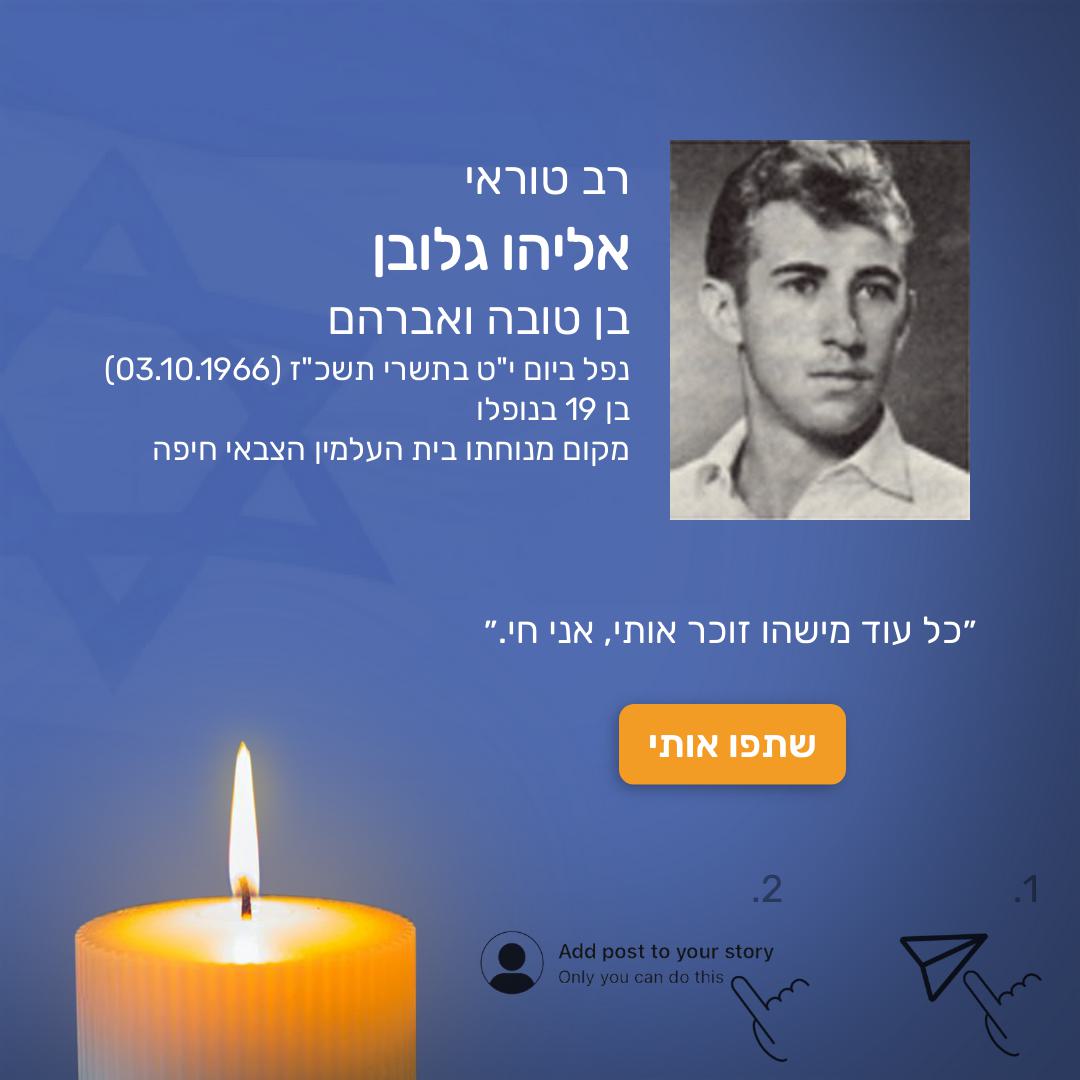 רב טוראי
אליהו גלובן
בן טובה ואברהם
נפל ביום י"ט בתשרי תשכ"ז (03.10.1966)
בן 19 בנופלו
מקום מנוחתו בית העלמין הצבאי חיפה
״כל עוד מישהו זוכר אותי, אני חי.״
שתפו אותי
.1
.2
Add post to your story
Only you can do this